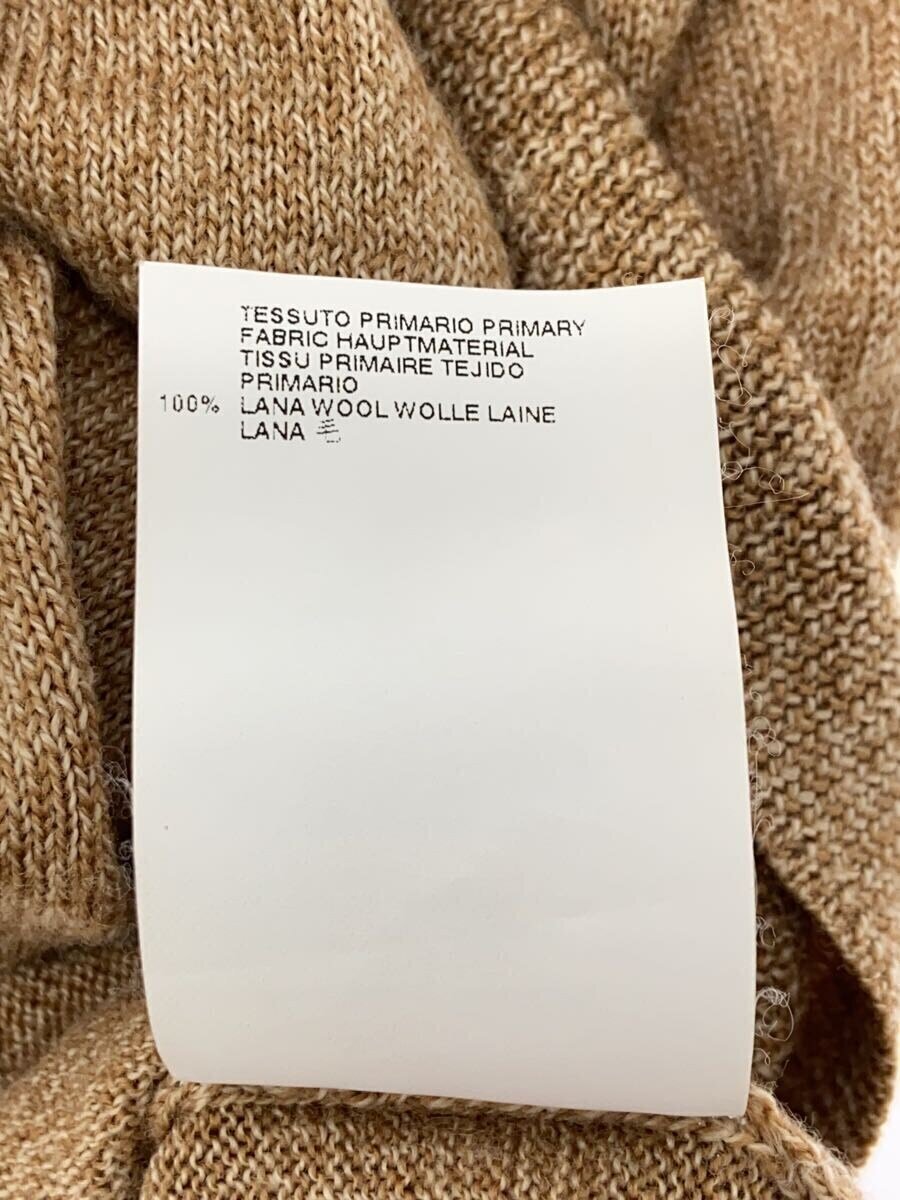 TESSUTO PRIMARIO PRIMARY
FABRIC HAUPTMATERIAL
TISSU PRIMAIRE TEJIDO
PRIMARIO
100% LANA WOOL WOLLE LAINE
LANA 毛